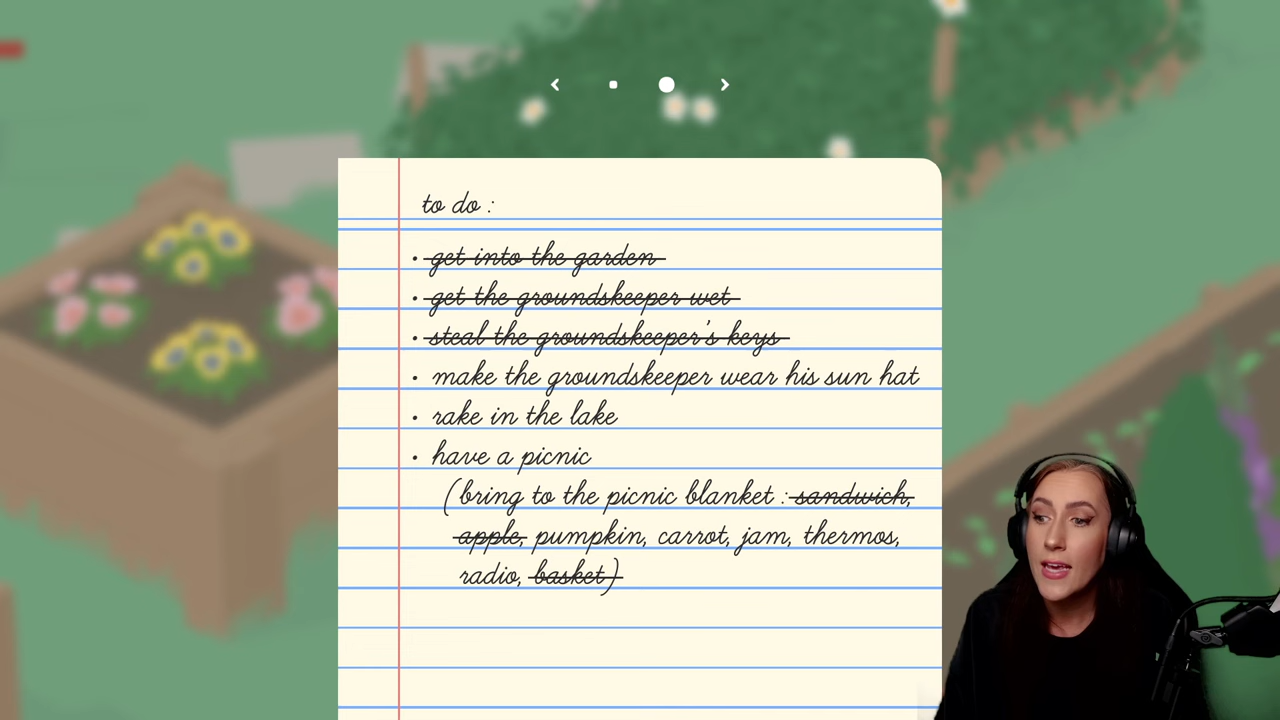 to do :
• get into the garden
• get the groundskeeper wet
• steal the groundskeeper's keys
• make the groundskeeper wear his sun hat
• rake in the lake
• have a picnic
(bring to the picnic blanket : sandwich,
apple, pumpkin, carrot, jam, thermos,
radio, basket)